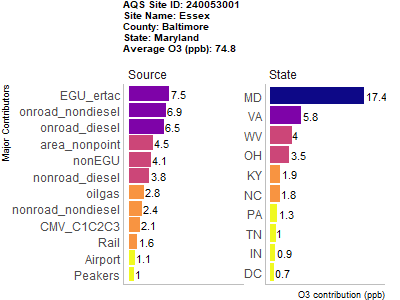 AQS Site ID: 240053001
Site Name: Essex
County: Baltimore
State: Maryland
Average O3 (ppb): 74.8
Source State
Major Contributors
EGU_ertac 7.5
onroad_nondiesel 6.9
onroad_diesel 6.5
area_nonpoint 4.5
nonEGU 4.1
nonroad_diesel 3.8
oilgas 2.8
nonroad_nondiesel 2.4
CMV_C1C2C3 2.1
Rail 1.6
Airport 1.1
Peakers 1
MD 17.4
VA 5.8
WV 4
OH 3.5
KY 1.9
NC 1.8
PA 1.3
TN 1
IN 0.9
DC 0.7
O3 contribution (ppb)